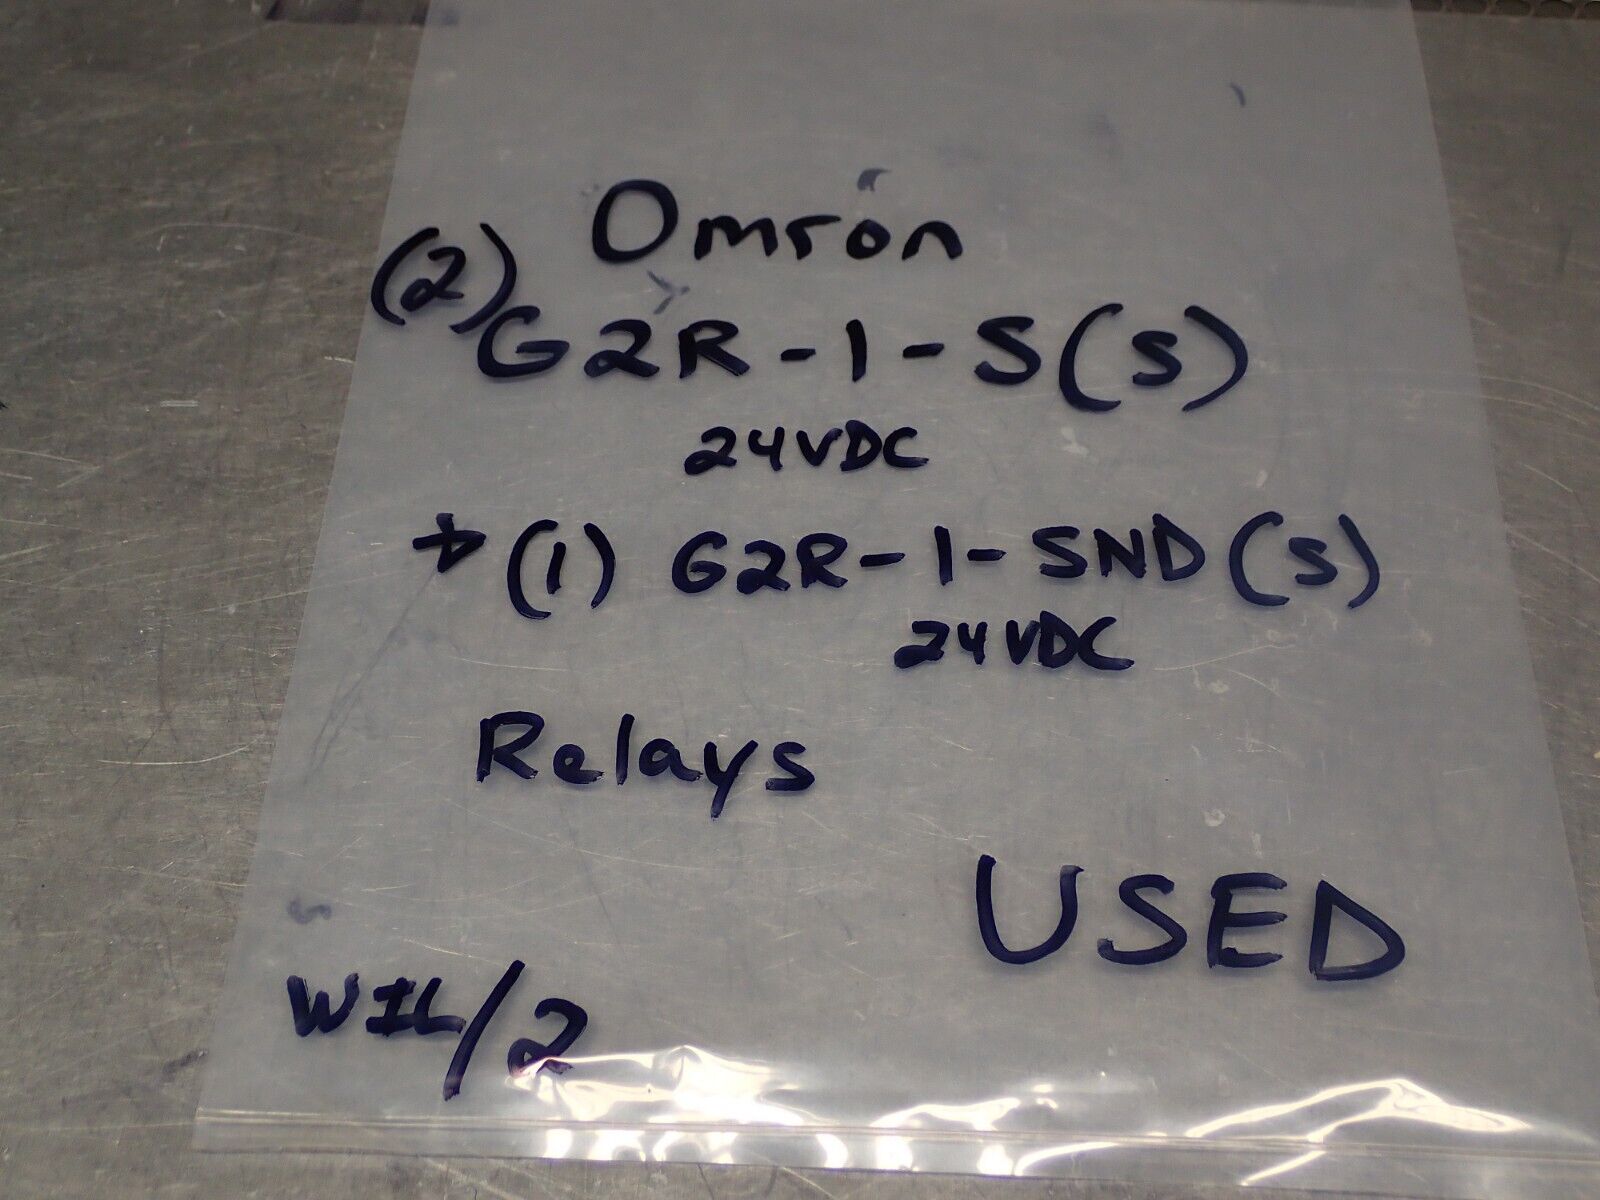 Omron
(2) G2R-1-S(S)
24VDC
+ (1) G2R-1-SND(S)
24VDC
Relays
USED
WIL/2